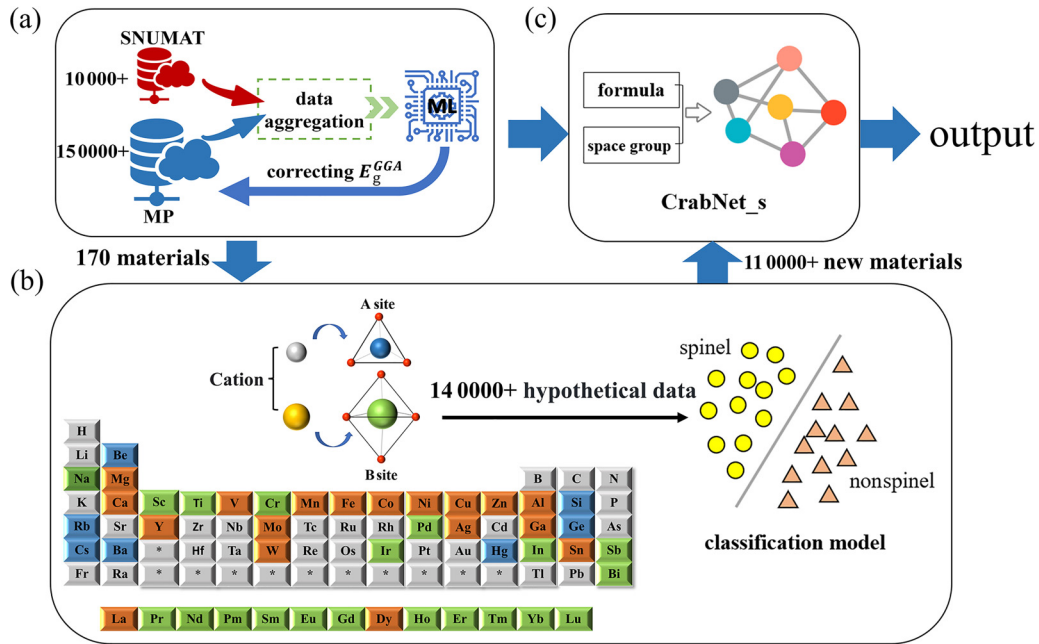 (a)
SNUMAT
10 000+
150 000+
MP
data
aggregation
ML
correcting E_g^GGA
(c)
formula
space group
CrabNet_s
output
170 materials
11 0000+ new materials
(b)
A site
Cation
B site
14 0000+ hypothetical data
spinel
nonspinel
classification model
H
Li Be B C N
Na Mg
K Ca Sc Ti V Cr Mn Fe Co Ni Cu Zn Al Si P
Rb Sr Y Zr Nb Mo Tc Ru Rh Pd Ag Cd Ga Ge As
Cs Ba * Hf Ta W Re Os Ir Pt Au Hg In Sn Sb
Fr Ra * * * * * * * * * * Tl Pb Bi
La Pr Nd Pm Sm Eu Gd Dy Ho Er Tm Yb Lu